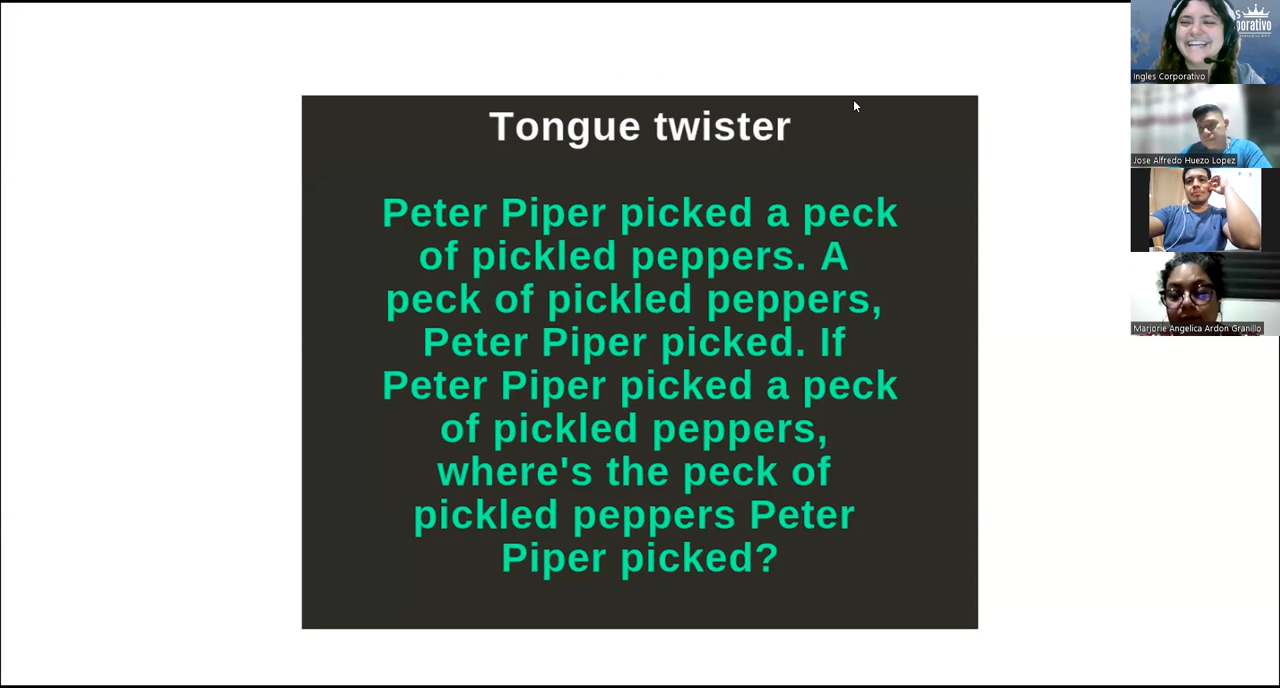 Tongue twister
Peter Piper picked a peck
of pickled peppers. A
peck of pickled peppers,
Peter Piper picked. If
Peter Piper picked a peck
of pickled peppers,
where's the peck of
pickled peppers Peter
Piper picked?
Ingles Corporativo
Jose Alfredo Huezo Lopez
Marjorie Angelica Ardon Granillo